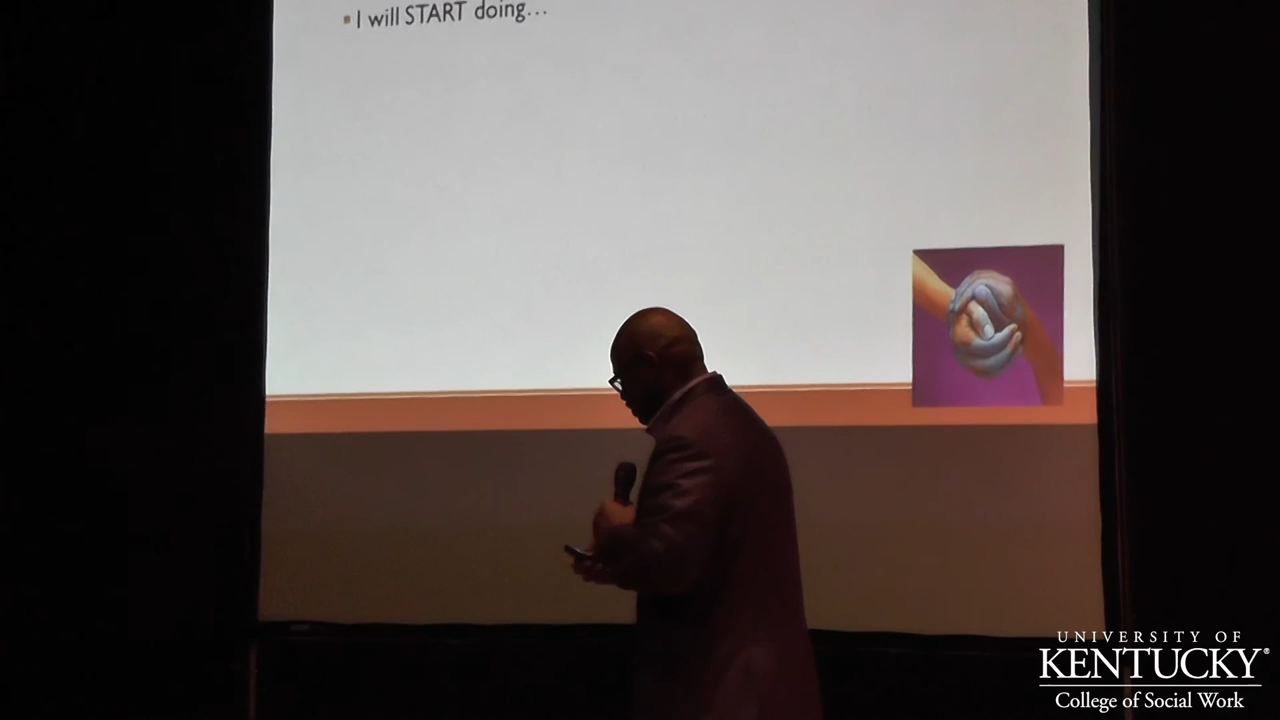 ▪ I will START doing...
UNIVERSITY OF
KENTUCKY®
College of Social Work